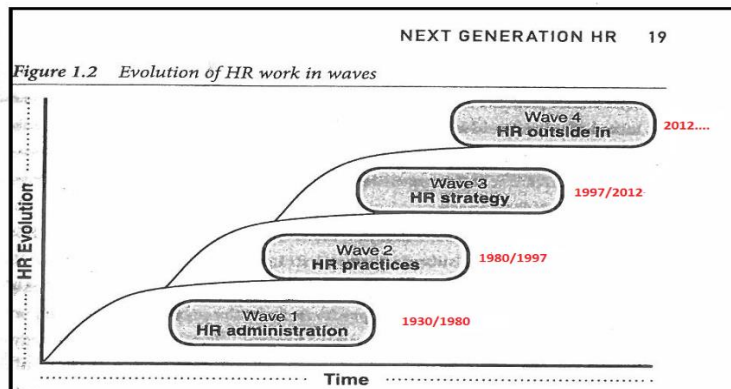 NEXT GENERATION HR 19
Figure 1.2 Evolution of HR work in waves
Wave 4
HR outside in
2012....
Wave 3
HR strategy
1997/2012
Wave 2
HR practices
1980/1997
Wave 1
HR administration
1930/1980
HR Evolution
Time